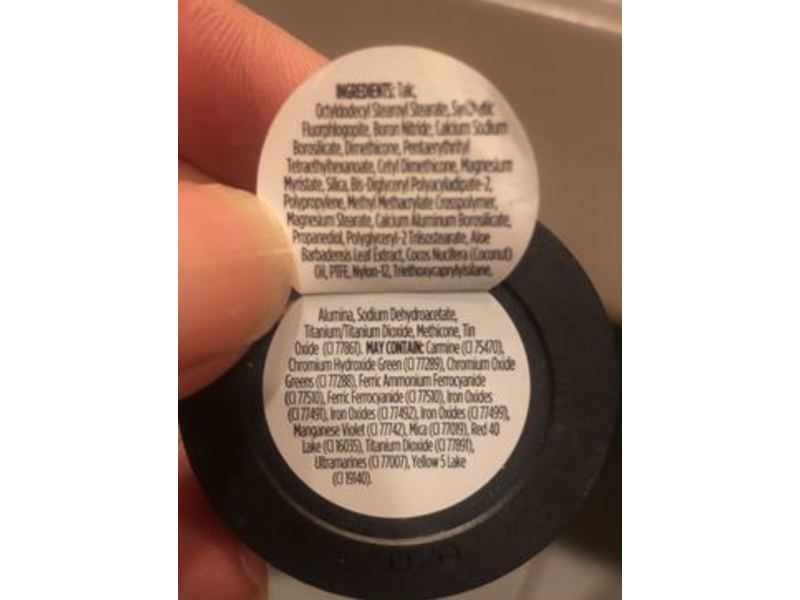 INGREDIENTS: Talc,
Octyldodecyl Stearoyl Stearate, Synthetic
Fluorphlogopite, Boron Nitride, Calcium Sodium
Borosilicate, Dimethicone, Pentaerythrityl
Tetraethylhexanoate, Cetyl Dimethicone, Magnesium
Myristate, Silica, Bis-Diglyceryl Polyacyladipate-2,
Polypropylene, Methyl Methacrylate Crosspolymer,
Magnesium Stearate, Calcium Aluminum Borosilicate,
Propanediol, Polyglyceryl-2 Triisostearate, Aloe
Barbadensis Leaf Extract, Cocos Nucifera (Coconut)
Oil, PTFE, Nylon-12, Triethoxycaprylylsilane,
Alumina, Sodium Dehydroacetate,
Titanium/Titanium Dioxide, Methicone, Tin
Oxide (CI 77861). MAY CONTAIN: Carmine (CI 75470),
Chromium Hydroxide Green (CI 77289), Chromium Oxide
Greens (CI 77288), Ferric Ammonium Ferrocyanide
(CI 77510), Ferric Ferrocyanide (CI 77510), Iron Oxides
(CI 77491), Iron Oxides (CI 77492), Iron Oxides (CI 77499),
Manganese Violet (CI 77742), Mica (CI 77019), Red 40
Lake (CI 16035), Titanium Dioxide (CI 77891),
Ultramarines (CI 77007), Yellow 5 Lake
(CI 19140).